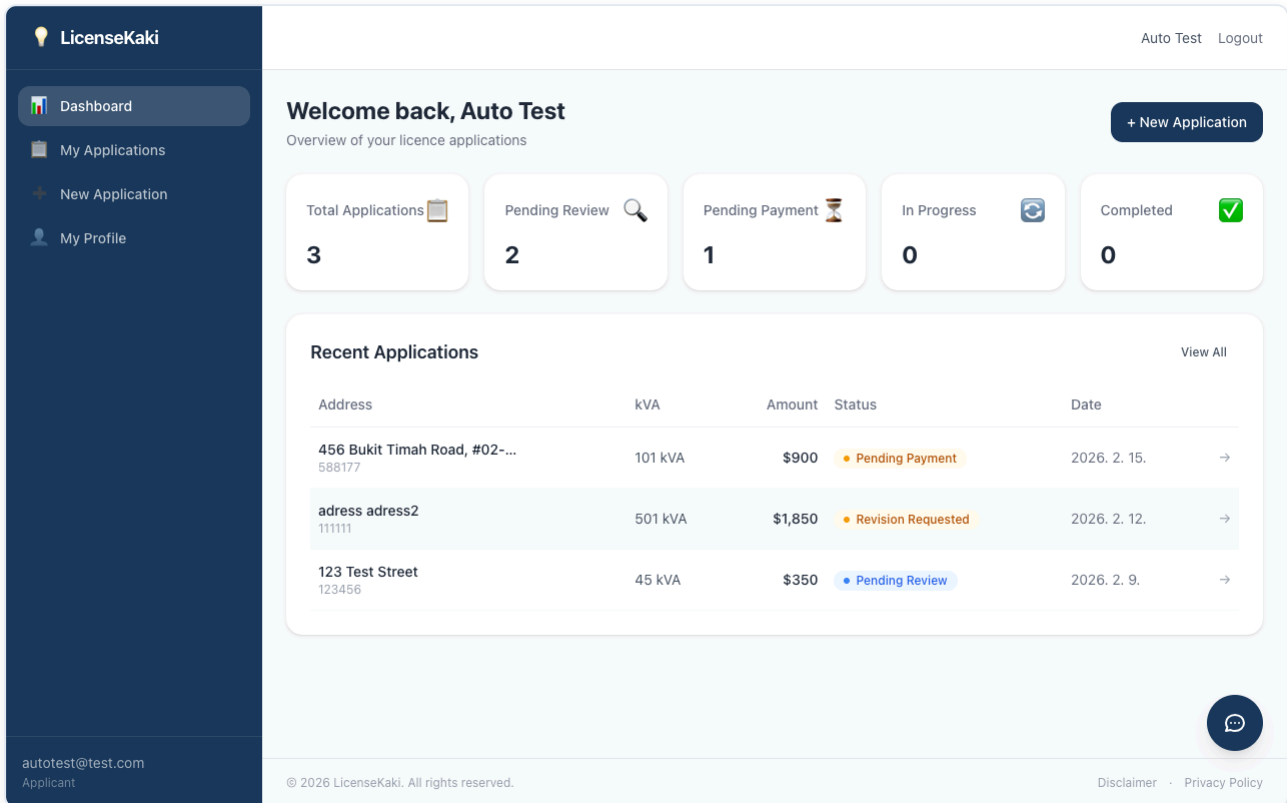 LicenseKaki
Auto Test Logout
Dashboard
My Applications
New Application
My Profile
Welcome back, Auto Test
Overview of your licence applications
+ New Application
Total Applications
3
Pending Review
2
Pending Payment
1
In Progress
0
Completed
0
Recent Applications
View All
Address kVA Amount Status Date
456 Bukit Timah Road, #02-...
588177
101 kVA $900 Pending Payment 2026. 2. 15. →
adress adress2
111111
501 kVA $1,850 Revision Requested 2026. 2. 12. →
123 Test Street
123456
45 kVA $350 Pending Review 2026. 2. 9. →
autotest@test.com
Applicant
© 2026 LicenseKaki. All rights reserved.
Disclaimer · Privacy Policy